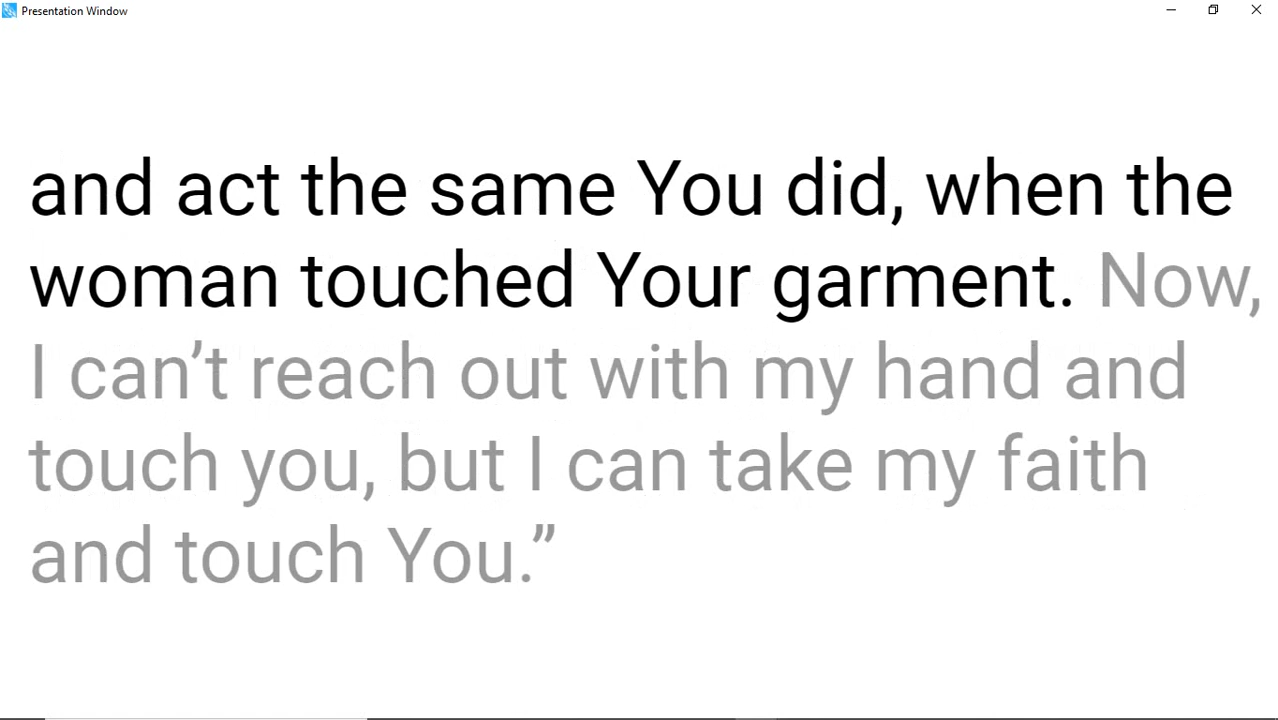 Presentation Window
and act the same You did, when the
woman touched Your garment. Now,
I can’t reach out with my hand and
touch you, but I can take my faith
and touch You.”